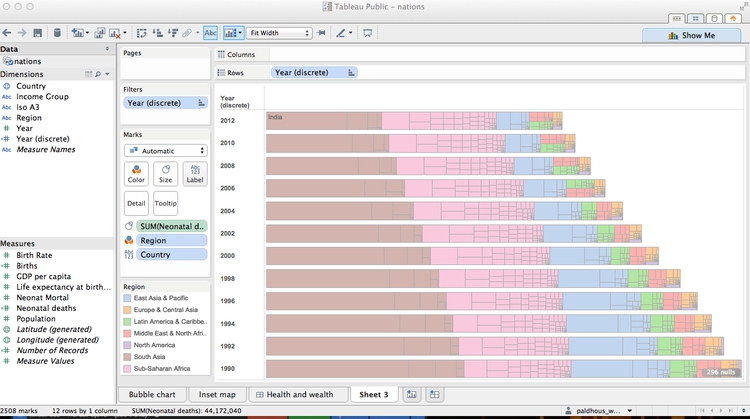 Tableau Public - nations
Abc
Fit Width
Show Me
Data
nations
Dimensions
Country
Abc Income Group
Abc Iso A3
Abc Region
# Year
# Year (discrete)
Abc Measure Names
Measures
# Birth Rate
# Births
# GDP per capita
# Life expectancy at birth...
# Neonat Mortal
# Neonatal deaths
# Population
Latitude (generated)
Longitude (generated)
# Number of Records
# Measure Values
Pages
Filters
Year (discrete)
Marks
Automatic
Color Size Label
Detail Tooltip
SUM(Neonatal d..
Region
Country
Region
East Asia & Pacific
Europe & Central Asia
Latin America & Caribbe..
Middle East & North Afri..
North America
South Asia
Sub-Saharan Africa
Columns
Rows Year (discrete)
Year
(discrete)
2012 India
2010
2008
2006
2004
2002
2000
1998
1996
1994
1992
1990 296 nulls
Bubble chart Inset map Health and wealth Sheet 3
2508 marks 12 rows by 1 column SUM(Neonatal deaths): 44,172,040 paldhous_w...